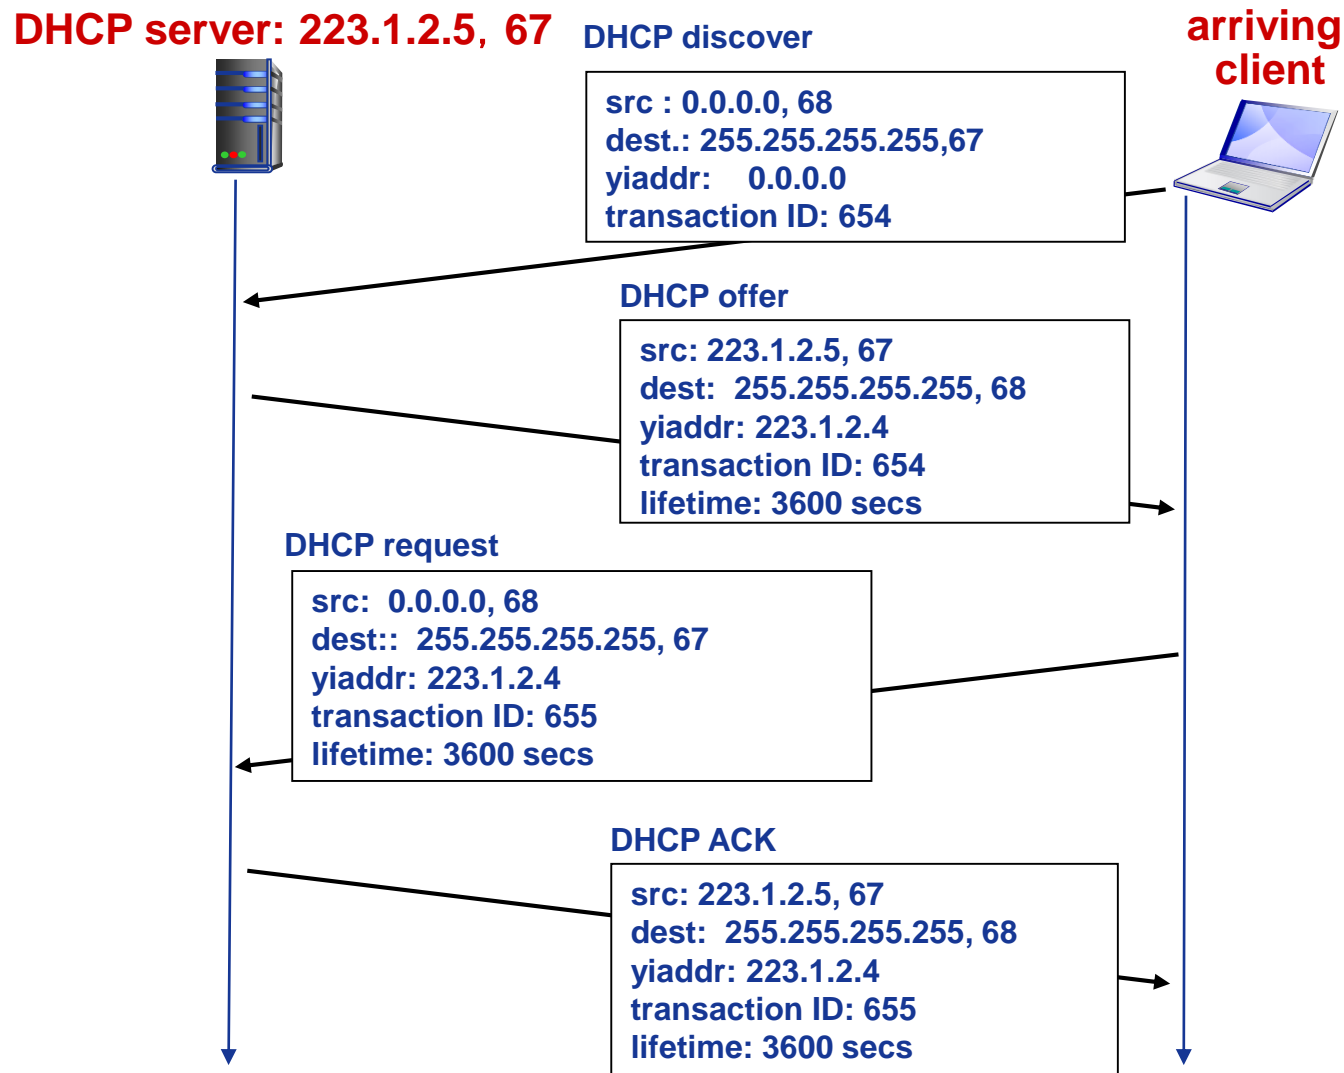 DHCP server: 223.1.2.5, 67
DHCP discover
arriving
client
src : 0.0.0.0, 68
dest.: 255.255.255.255,67
yiaddr: 0.0.0.0
transaction ID: 654
DHCP offer
src: 223.1.2.5, 67
dest: 255.255.255.255, 68
yiaddr: 223.1.2.4
transaction ID: 654
lifetime: 3600 secs
DHCP request
src: 0.0.0.0, 68
dest:: 255.255.255.255, 67
yiaddr: 223.1.2.4
transaction ID: 655
lifetime: 3600 secs
DHCP ACK
src: 223.1.2.5, 67
dest: 255.255.255.255, 68
yiaddr: 223.1.2.4
transaction ID: 655
lifetime: 3600 secs